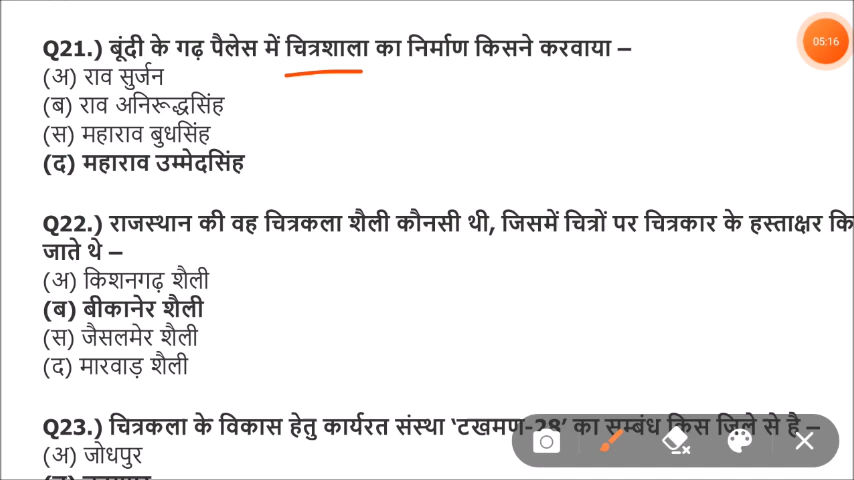 Q21.) बूंदी के गढ़ पैलेस में चित्रशाला का निर्माण किसने करवाया –
05:16
(अ) राव सुर्जन
(ब) राव अनिरूद्धसिंह
(स) महाराव बुधसिंह
(द) महाराव उम्मेदसिंह
Q22.) राजस्थान की वह चित्रकला शैली कौनसी थी, जिसमें चित्रों पर चित्रकार के हस्ताक्षर कि
जाते थे –
(अ) किशनगढ़ शैली
(ब) बीकानेर शैली
(स) जैसलमेर शैली
(द) मारवाड़ शैली
Q23.) चित्रकला के विकास हेतु कार्यरत संस्था ‘टखमण-28’ का सम्बंध किस जिले से है –
(अ) जोधपुर